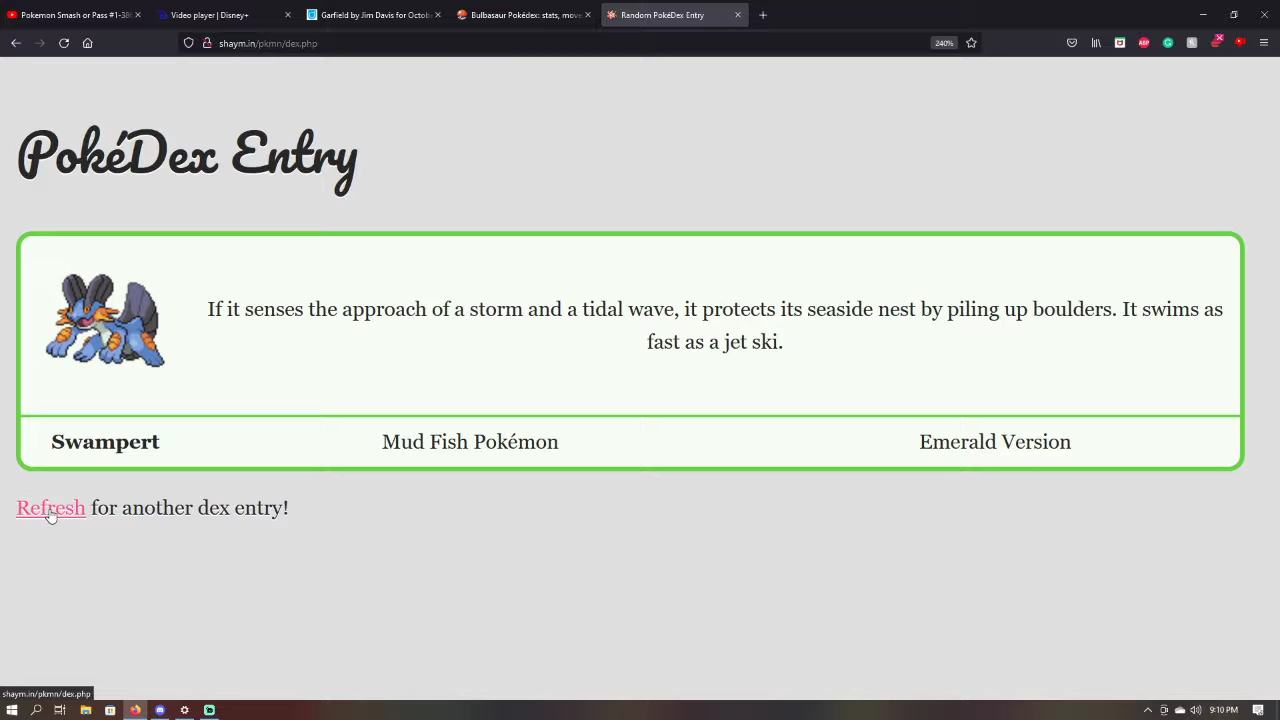 Pokemon Smash or Pass #1-38
Video player | Disney+
Garfield by Jim Davis for Octob
Bulbasaur Pokédex: stats, move
Random PokéDex Entry
shaym.in/pkmn/dex.php
240%
ABP
PokéDex Entry
If it senses the approach of a storm and a tidal wave, it protects its seaside nest by piling up boulders. It swims as
fast as a jet ski.
Swampert
Mud Fish Pokémon
Emerald Version
Refresh for another dex entry!
shaym.in/pkmn/dex.php
9:10 PM